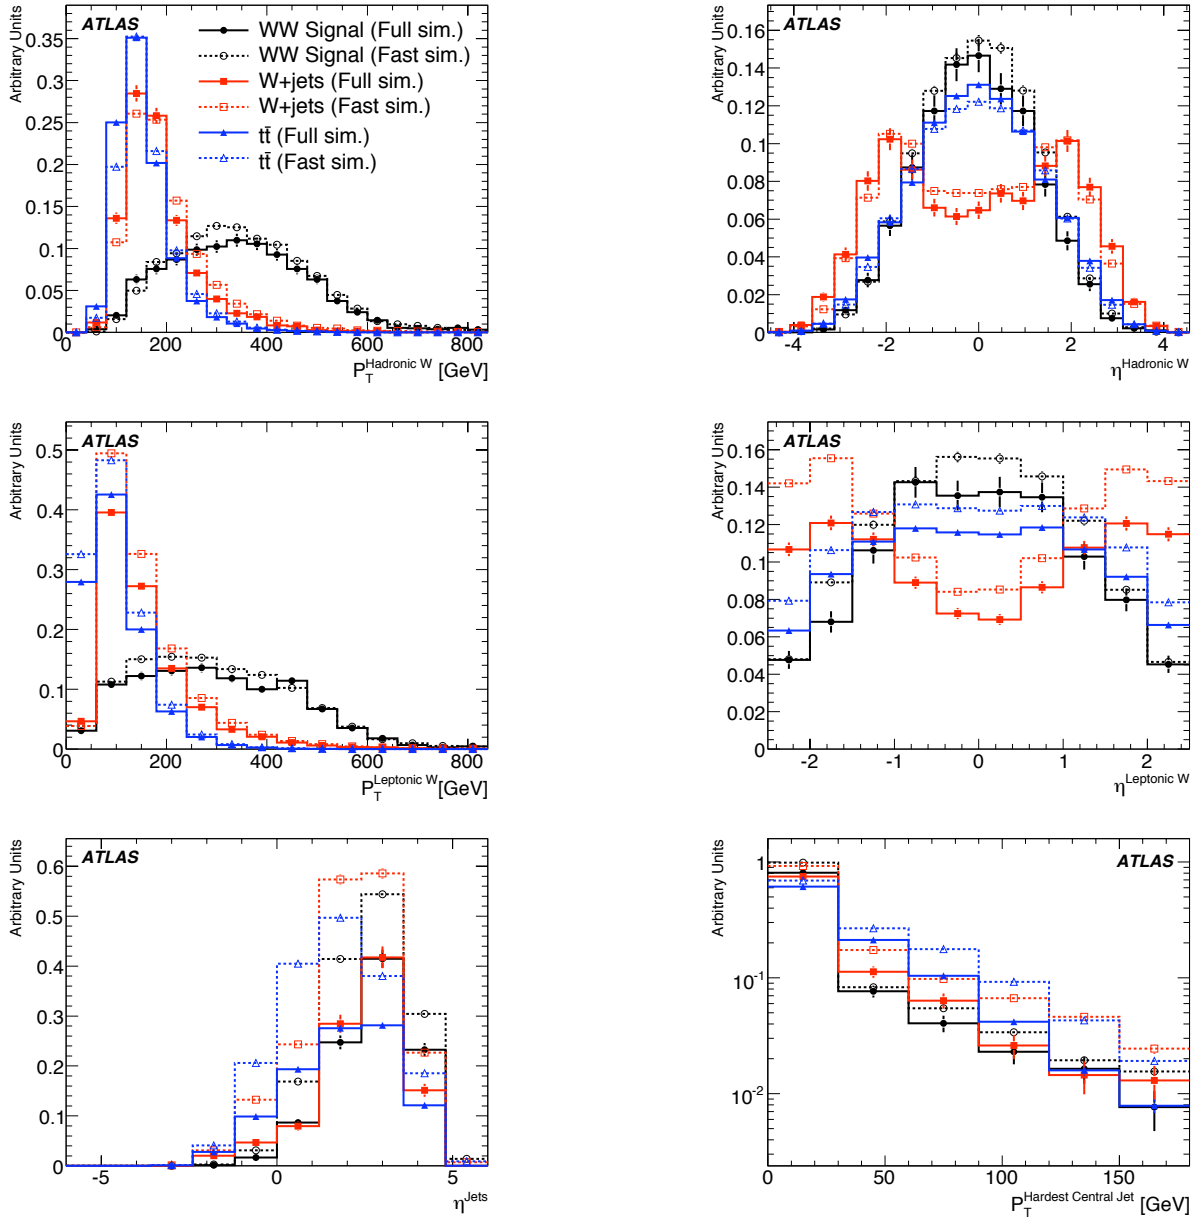 ATLAS
WW Signal (Full sim.)
WW Signal (Fast sim.)
W+jets (Full sim.)
W+jets (Fast sim.)
tt̄ (Full sim.)
tt̄ (Fast sim.)
Arbitrary Units
0.35
0.3
0.25
0.2
0.15
0.1
0.05
0
0 200 400 600 800
P_T^Hadronic W [GeV]
ATLAS
Arbitrary Units
0.16
0.14
0.12
0.1
0.08
0.06
0.04
0.02
0
-4 -2 0 2 4
η^Hadronic W
ATLAS
Arbitrary Units
0.5
0.4
0.3
0.2
0.1
0
0 200 400 600 800
P_T^Leptonic W [GeV]
ATLAS
Arbitrary Units
0.16
0.14
0.12
0.1
0.08
0.06
0.04
0.02
0
-2 -1 0 1 2
η^Leptonic W
ATLAS
Arbitrary Units
0.6
0.5
0.4
0.3
0.2
0.1
0
-5 0 5
η^Jets
ATLAS
Arbitrary Units
1
10^-1
10^-2
0 50 100 150
P_T^Hardest Central Jet [GeV]